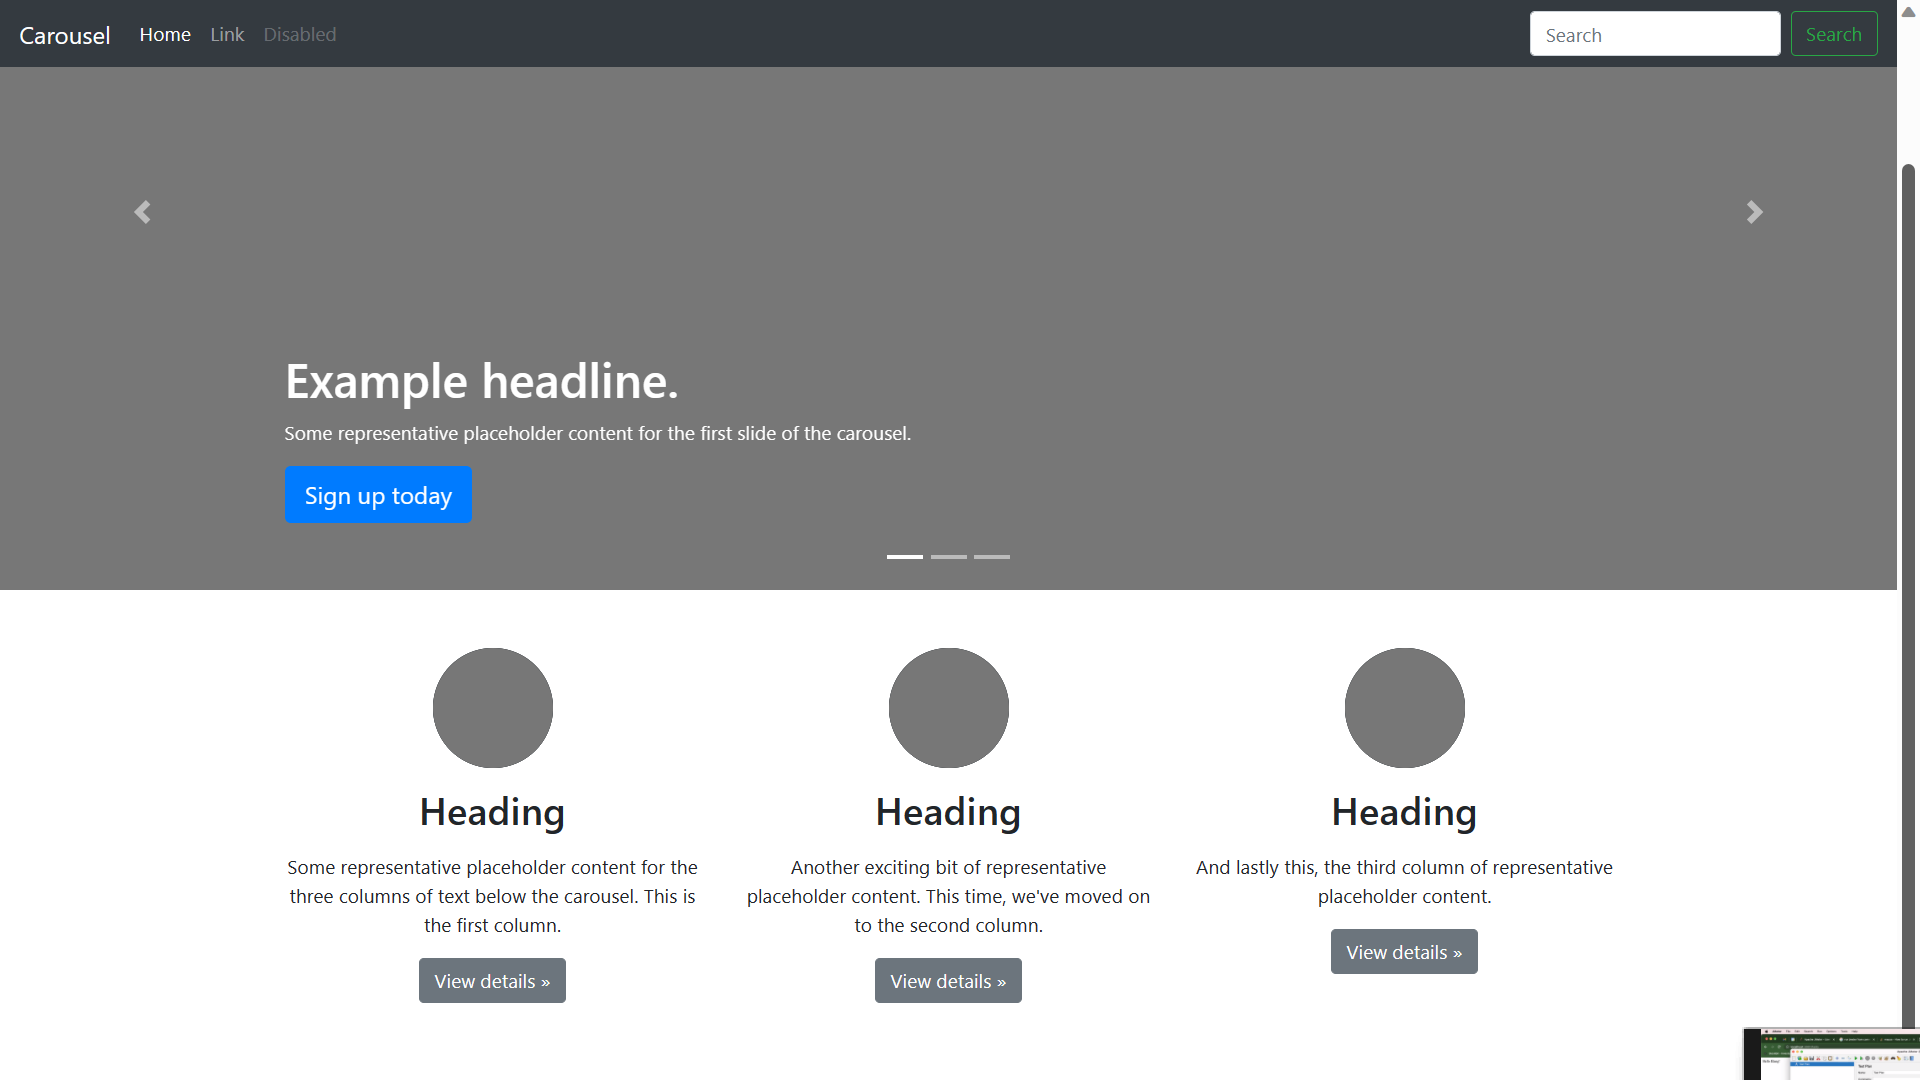 Carousel Home Link Disabled Search Search
Example headline.
Some representative placeholder content for the first slide of the carousel.
Sign up today
Heading
Some representative placeholder content for the
three columns of text below the carousel. This is
the first column.
View details »
Heading
Another exciting bit of representative
placeholder content. This time, we've moved on
to the second column.
View details »
Heading
And lastly this, the third column of representative
placeholder content.
View details »